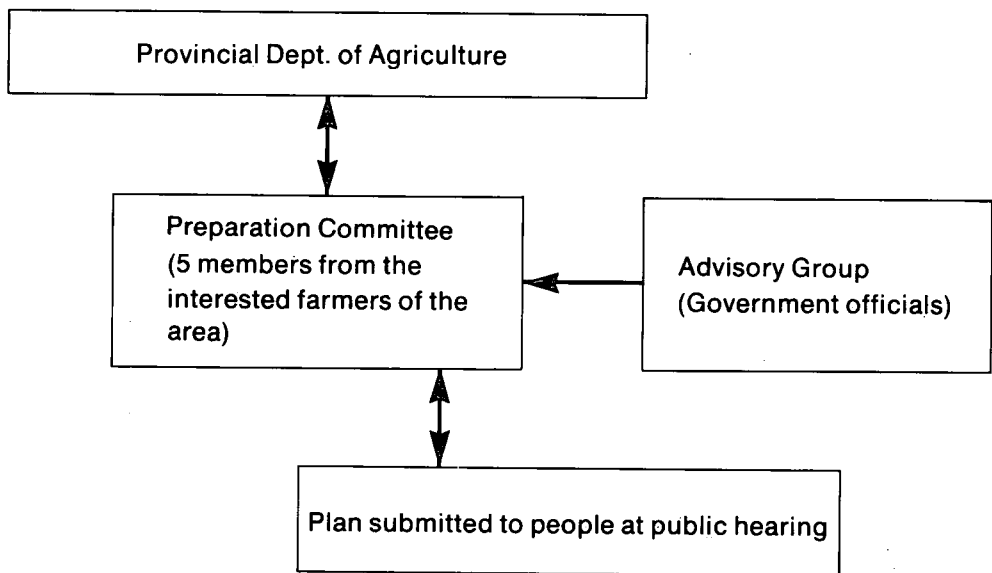 Provincial Dept. of Agriculture
Preparation Committee
(5 members from the
interested farmers of the
area)
Advisory Group
(Government officials)
Plan submitted to people at public hearing